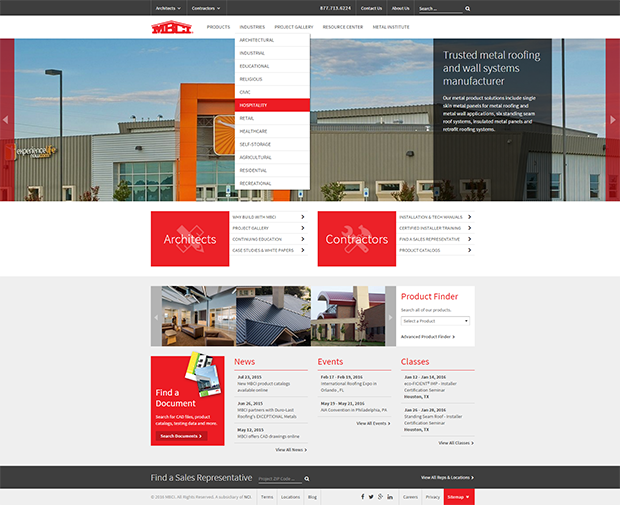 Architects Contractors 877.713.6224 Contact Us About Us Search ...
MBCI PRODUCTS INDUSTRIES PROJECT GALLERY RESOURCE CENTER METAL INSTITUTE
ARCHITECTURAL
INDUSTRIAL
EDUCATIONAL
RELIGIOUS
CIVIC
HOSPITALITY
RETAIL
HEALTHCARE
SELF-STORAGE
AGRICULTURAL
RESIDENTIAL
RECREATIONAL
Trusted metal roofing
and wall systems
manufacturer
Our metal product solutions include single
skin metal panels for metal roofing and
metal wall applications, six standing seam
roof systems, insulated metal panels and
retrofit roofing systems.
experience
Architects
WHY BUILD WITH MBCI
PROJECT GALLERY
CONTINUING EDUCATION
CASE STUDIES & WHITE PAPERS
Contractors
INSTALLATION & TECH MANUALS
CERTIFIED INSTALLER TRAINING
FIND A SALES REPRESENTATIVE
PRODUCT CATALOGS
Product Finder
Search all of our products.
Select a Product
Advanced Product Finder
Find a
Document
Search for CAD files, product
catalogs, testing data and more.
Search Documents
News
Jul 23, 2015
New MBCI product catalogs
available online
Jun 26, 2015
MBCI partners with Duro-Last
Roofing's EXCEPTIONAL Metals
May 12, 2015
MBCI offers CAD drawings online
View All News
Events
Feb 17 - Feb 19, 2016
International Roofing Expo in
Orlando, FL
May 19 - May 21, 2016
AIA Convention in Philadelphia, PA
View All Events
Classes
Jan 12 - Jan 14, 2016
eco-FICIENT® IMP - Installer
Certification Seminar
Houston, TX
Jan 26 - Jan 28, 2016
Standing Seam Roof - Installer
Certification Seminar
Houston, TX
View All Classes
Find a Sales Representative Project ZIP Code ... View All Reps & Locations
© 2016 MBCI. All Rights Reserved. A subsidiary of NCI. Terms Locations Blog Careers Privacy Sitemap